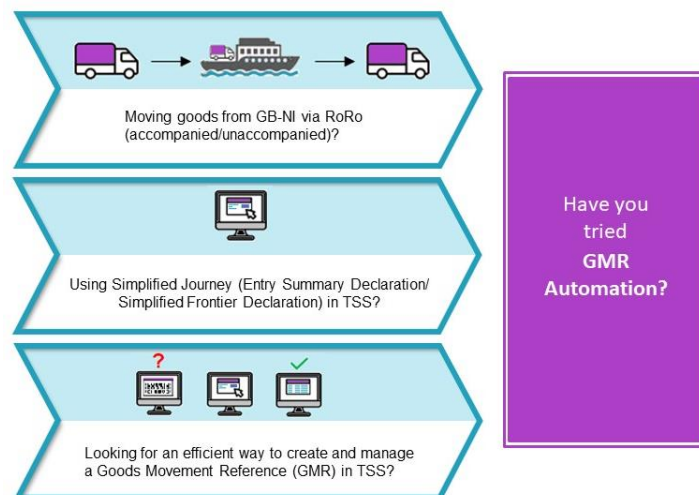 Moving goods from GB-NI via RoRo
(accompanied/unaccompanied)?
Using Simplified Journey (Entry Summary Declaration/
Simplified Frontier Declaration) in TSS?
?
Looking for an efficient way to create and manage
a Goods Movement Reference (GMR) in TSS?
Have you
tried
GMR
Automation?